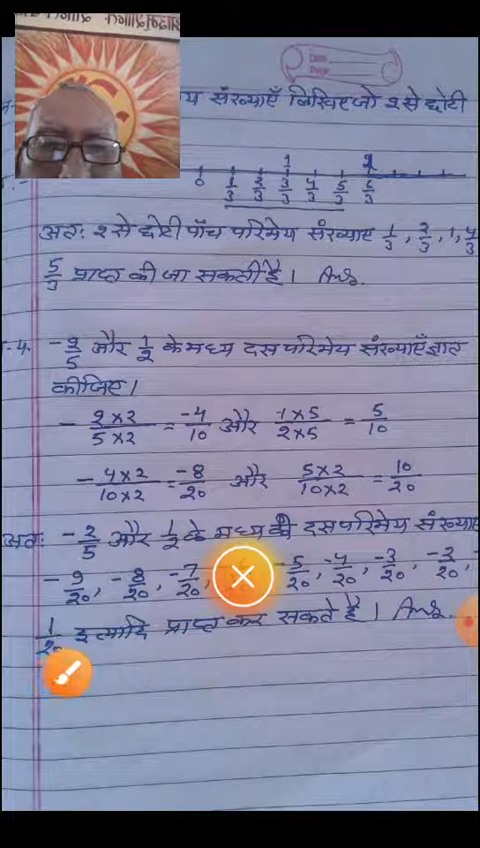 य संख्याएँ लिखिए जो २ से छोटी
1 2
0 1/3 2/3 3/3 4/3 5/3 6/3
अतः २ से छोटी पाँच परिमेय संख्याए 1/3, 2/3, 1, 4/3
5/3 प्राप्त की जा सकती है। Ans.
-4. -2/5 और 1/2 के मध्य दस परिमेय संख्याएँ ज्ञात
कीजिए।
- 2×2/5×2 = -4/10 और 1×5/2×5 = 5/10
- 4×2/10×2 = -8/20 और 5×2/10×2 = 10/20
अतः -2/5 और 1/2 के मध्य की दस परिमेय संख्या
-9/20, -8/20, -7/20, -5/20, -4/20, -3/20, -2/20,
1/20 इत्यादि प्राप्त कर सकते है। Ans.